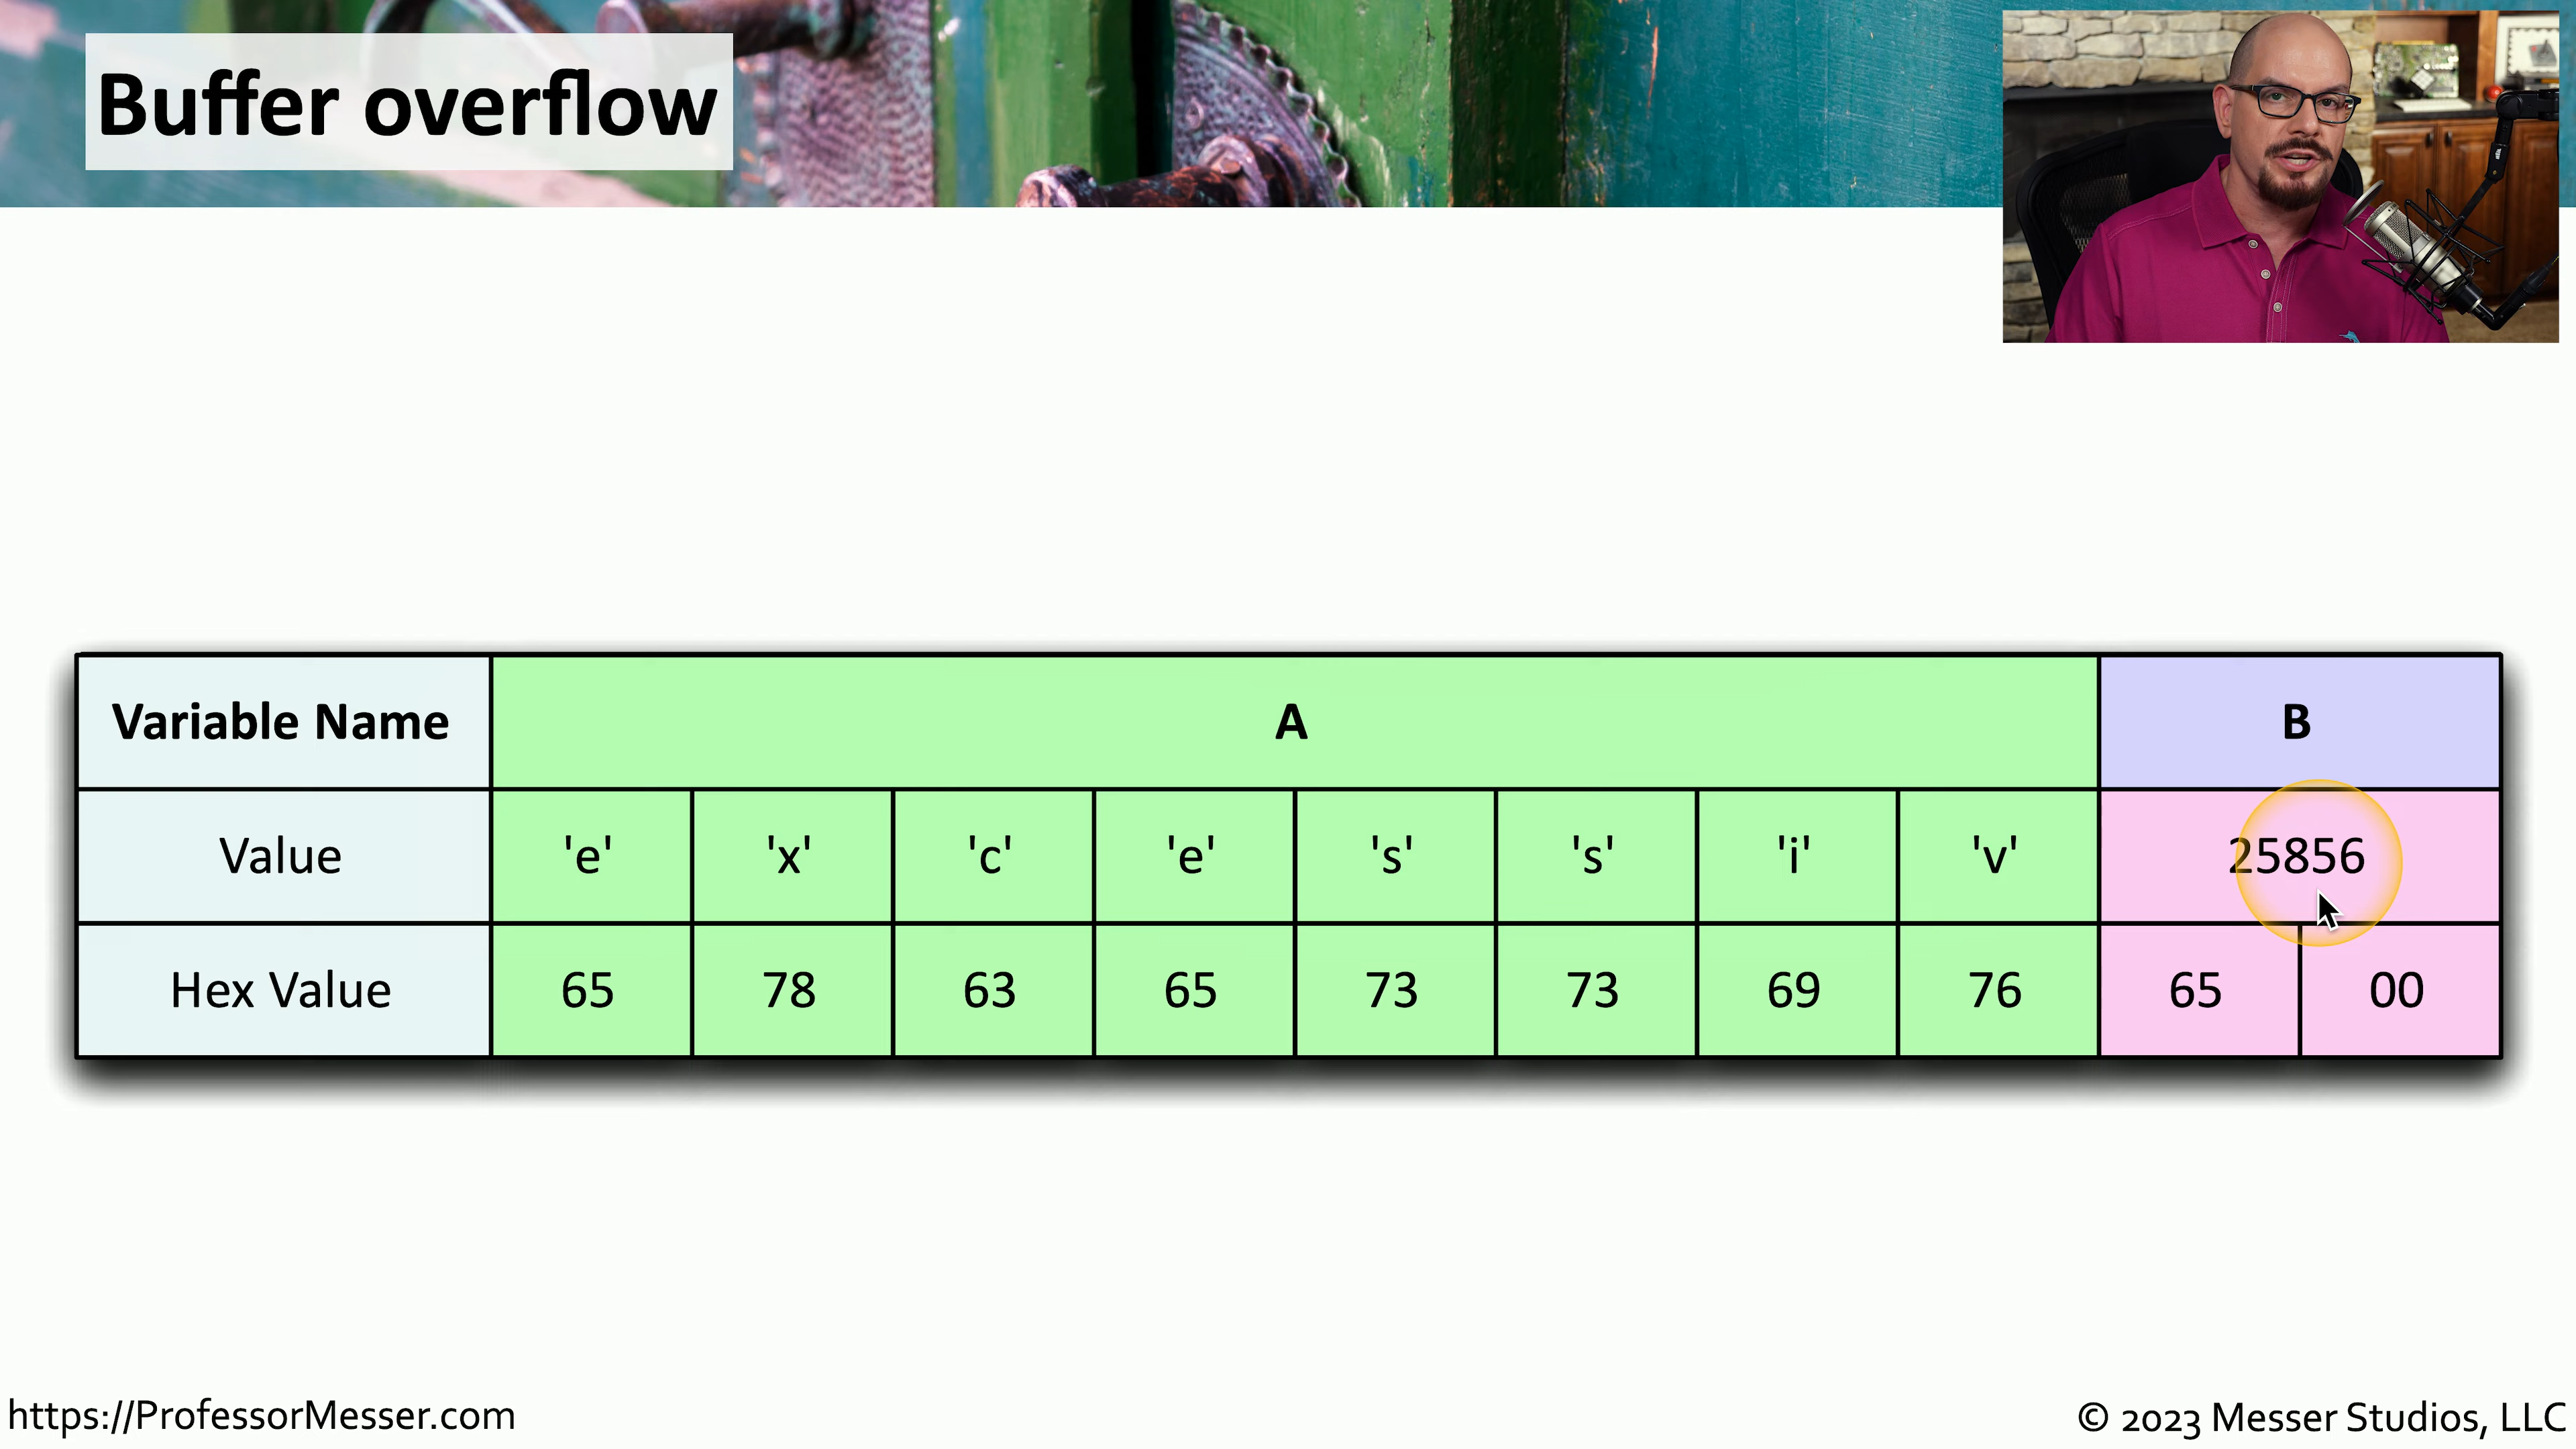 Buffer overflow
Variable Name A B
Value 'e' 'x' 'c' 'e' 's' 's' 'i' 'v' 25856
Hex Value 65 78 63 65 73 73 69 76 65 00
https://ProfessorMesser.com
© 2023 Messer Studios, LLC